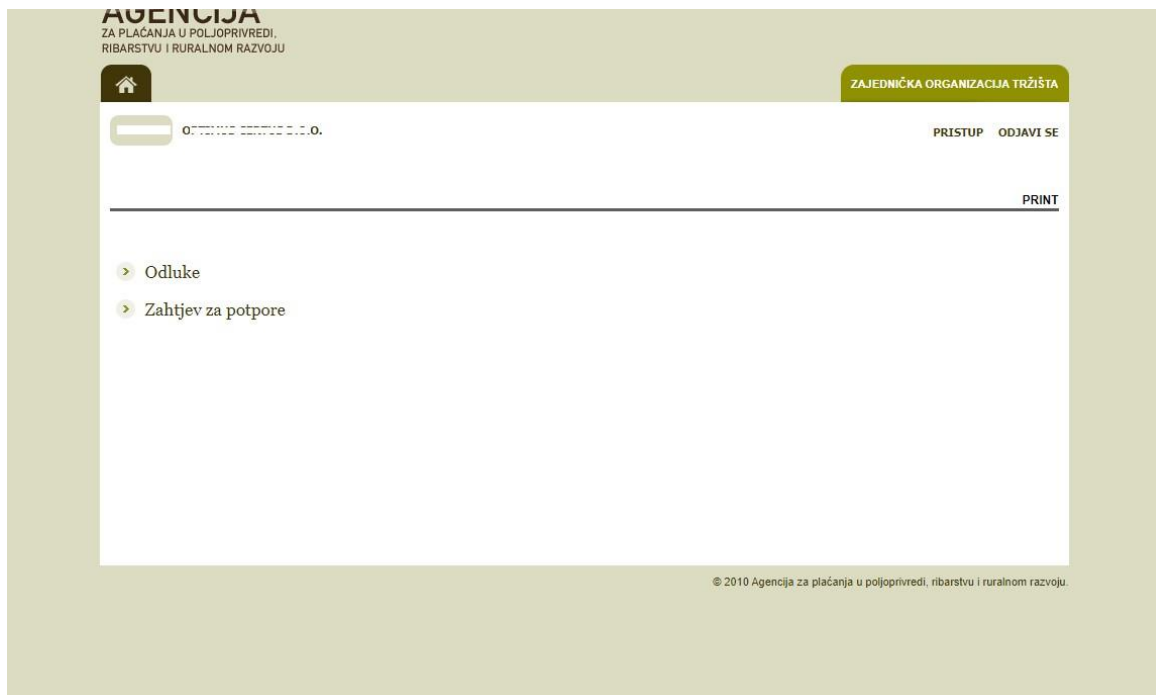 AGENCIJA
ZA PLAĆANJA U POLJOPRIVREDI,
RIBARSTVU I RURALNOM RAZVOJU
ZAJEDNIČKA ORGANIZACIJA TRŽIŠTA
PRISTUP ODJAVI SE
PRINT
Odluke
Zahtjev za potpore
© 2010 Agencija za plaćanja u poljoprivredi, ribarstvu i ruralnom razvoju.